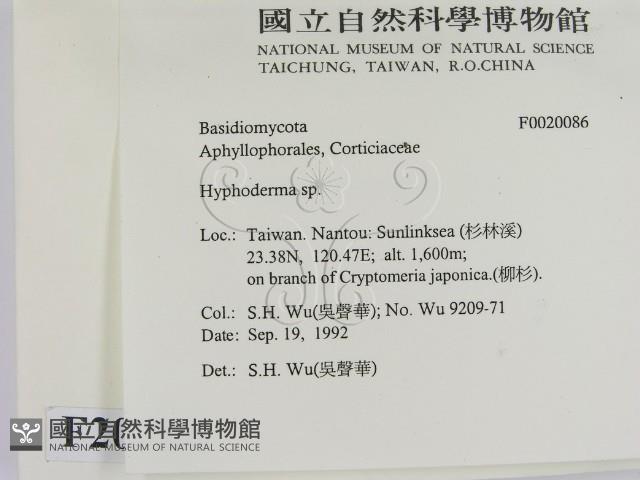 國立自然科學博物館
NATIONAL MUSEUM OF NATURAL SCIENCE
TAICHUNG, TAIWAN, R.O.CHINA
Basidiomycota F0020086
Aphyllophorales, Corticiaceae
Hyphoderma sp.
Loc.: Taiwan. Nantou: Sunlinksea (杉林溪)
23.38N, 120.47E; alt. 1,600m;
on branch of Cryptomeria japonica.(柳杉).
Col.: S.H. Wu(吳聲華); No. Wu 9209-71
Date: Sep. 19, 1992
Det.: S.H. Wu(吳聲華)
國立自然科學博物館
NATIONAL MUSEUM OF NATURAL SCIENCE